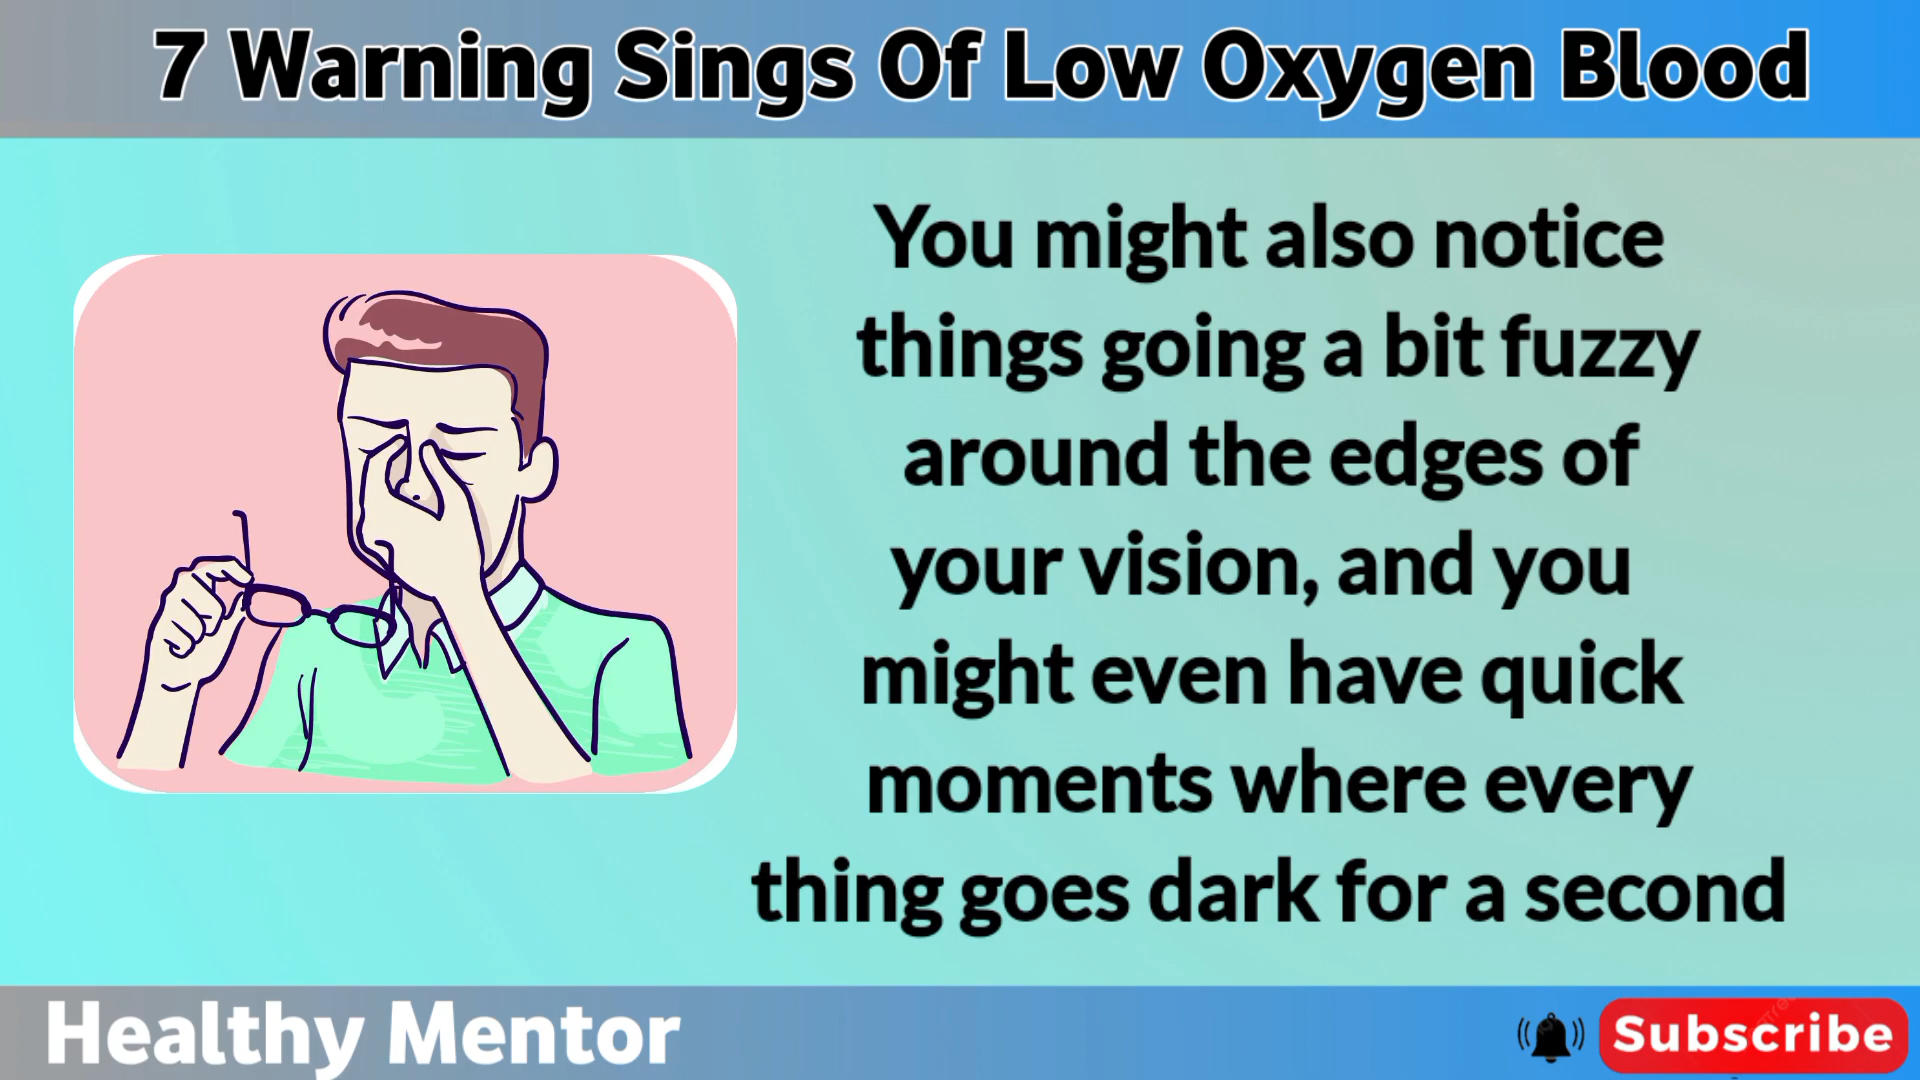 7 Warning Sings Of Low Oxygen Blood
You might also notice
things going a bit fuzzy
around the edges of
your vision, and you
might even have quick
moments where every
thing goes dark for a second
Healthy Mentor
Subscribe